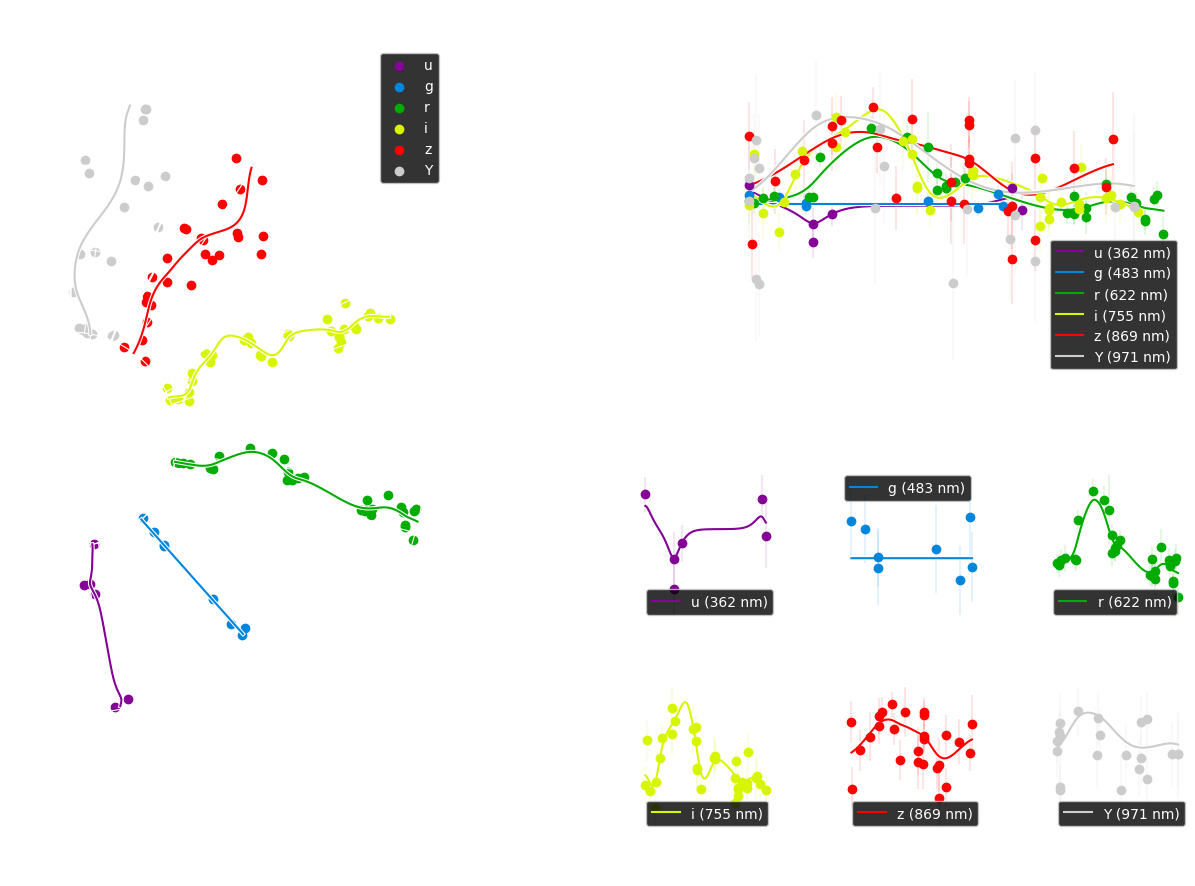 u
g
r
i
z
Y
u (362 nm)
g (483 nm)
r (622 nm)
i (755 nm)
z (869 nm)
Y (971 nm)
u (362 nm)
g (483 nm)
r (622 nm)
i (755 nm)
z (869 nm)
Y (971 nm)